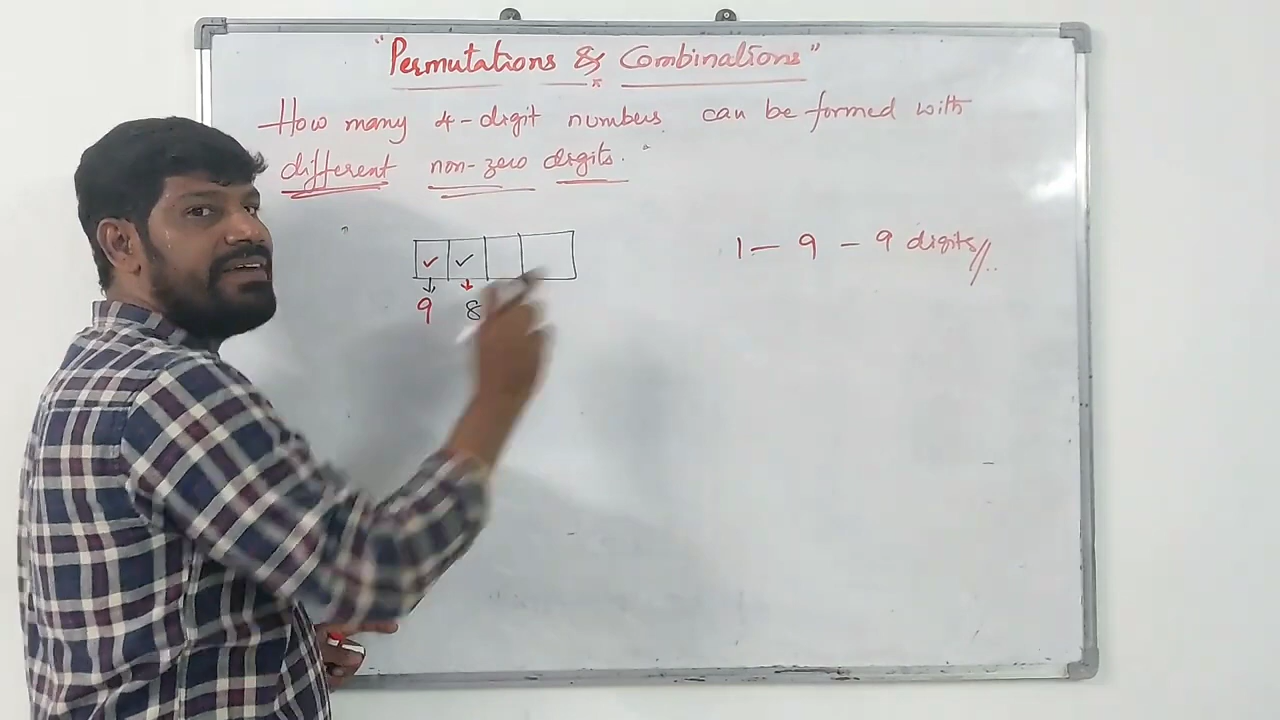 "Permutations & Combinations"
How many 4-digit numbers can be formed with
different non-zero digits.
1 — 9 — 9 digits//
9 8